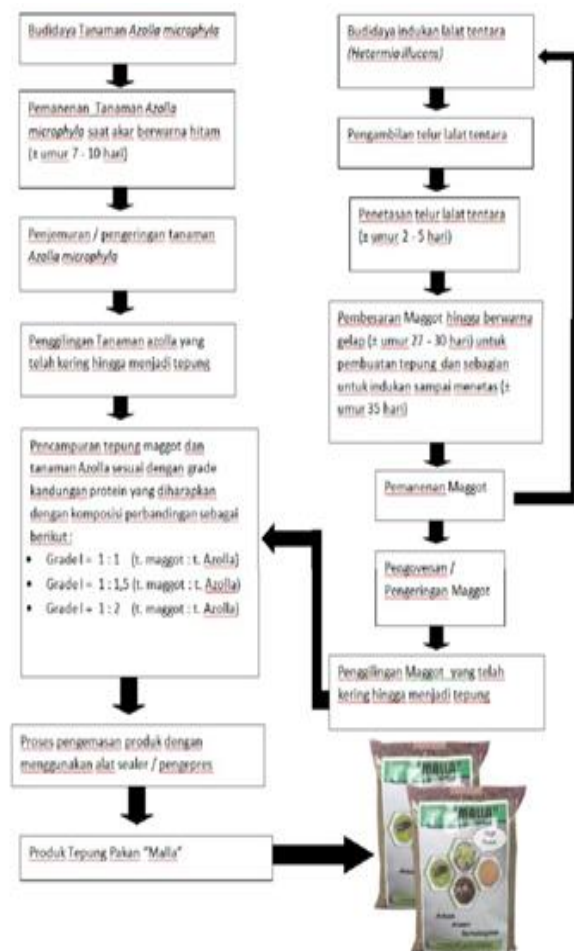 Budidaya Tanaman Azolla microphyla
Pemanenan Tanaman Azolla
microphyla saat akar berwarna hitam
(± umur 7 - 10 hari)
Penjemuran / pengeringan tanaman
Azolla microphyla
Penggilingan Tanaman azolla yang
telah kering hingga menjadi tepung
Pencampuran tepung maggot dan
tanaman Azolla sesuai dengan grade
kandungan protein yang diharapkan
dengan komposisi perbandingan sebagai
berikut :
• Grade I = 1 : 1 (t. maggot : t. Azolla)
• Grade I = 1 : 1,5 (t. maggot : t. Azolla)
• Grade I = 1 : 2 (t. maggot : t. Azolla)
Proses pengemasan produk dengan
menggunakan alat sealer / pengepres
Produk Tepung Pakan "Malla"
Budidaya indukan lalat tentara
(Hetermia illucens)
Pengambilan telur lalat tentara
Penetasan telur lalat tentara
(± umur 2 - 5 hari)
Pembesaran Maggot hingga berwarna
gelap (± umur 27 - 30 hari) untuk
pembuatan tepung dan sebagian
untuk indukan sampai menetas (±
umur 35 hari)
Pemanenan Maggot
Pengovenan /
Pengeringan Maggot
Penggilingan Maggot yang telah
kering hingga menjadi tepung
"MALLA"
"MALLA"